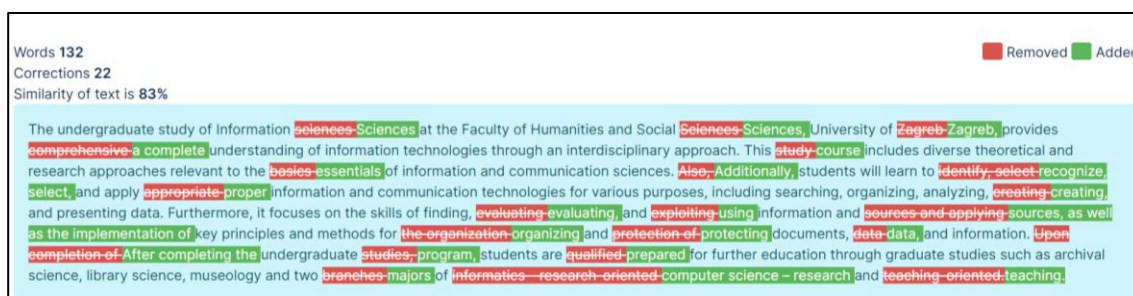 Words 132
Removed Added
Corrections 22
Similarity of text is 83%
The undergraduate study of Information sciences Sciences at the Faculty of Humanities and Social Sciences Sciences, University of Zagreb Zagreb, provides
comprehensive a complete understanding of information technologies through an interdisciplinary approach. This study course includes diverse theoretical and
research approaches relevant to the basics essentials of information and communication sciences. Also, Additionally, students will learn to identify, select recognize,
select, and apply appropriate proper information and communication technologies for various purposes, including searching, organizing, analyzing, creating creating,
and presenting data. Furthermore, it focuses on the skills of finding, evaluating evaluating, and exploiting using information and sources and applying sources, as well
as the implementation of key principles and methods for the organization organizing and protection of protecting documents, data data, and information. Upon
completion of After completing the undergraduate studies, program, students are qualified prepared for further education through graduate studies such as archival
science, library science, museology and two branches majors of informatics – research-oriented computer science – research and teaching-oriented. teaching.